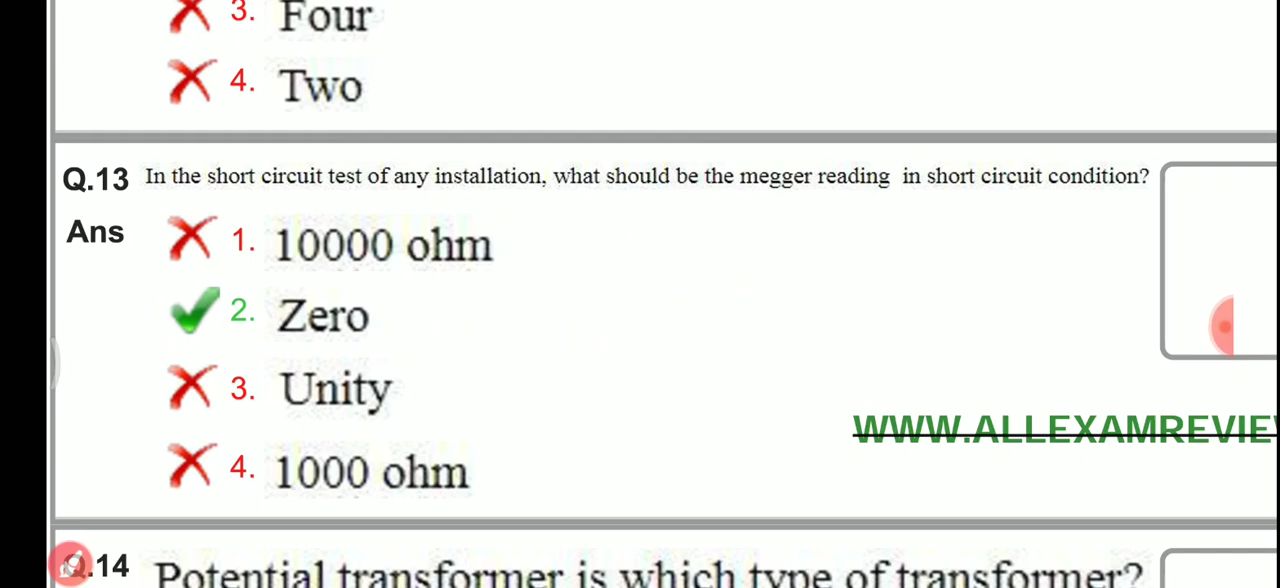 3. Four
4. Two
Q.13 In the short circuit test of any installation, what should be the megger reading in short circuit condition?
Ans 1. 10000 ohm
2. Zero
3. Unity
4. 1000 ohm
WWW.ALLEXAMREVIE
Q.14 Potential transformer is which type of transformer?